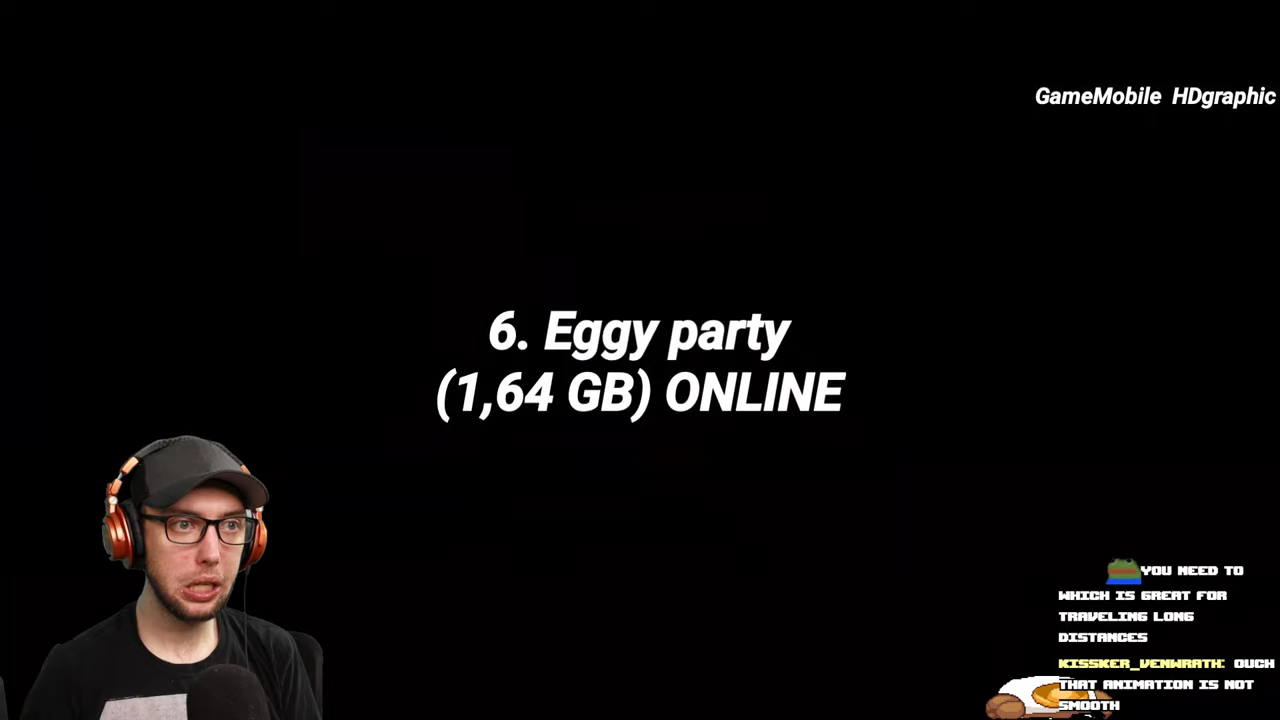 GameMobile HDgraphic
6. Eggy party
(1,64 GB) ONLINE
YOU NEED TO
WHICH IS GREAT FOR
TRAVELING LONG
DISTANCES
KISSKER_VENWRATH: OUCH
THAT ANIMATION IS NOT
SMOOTH